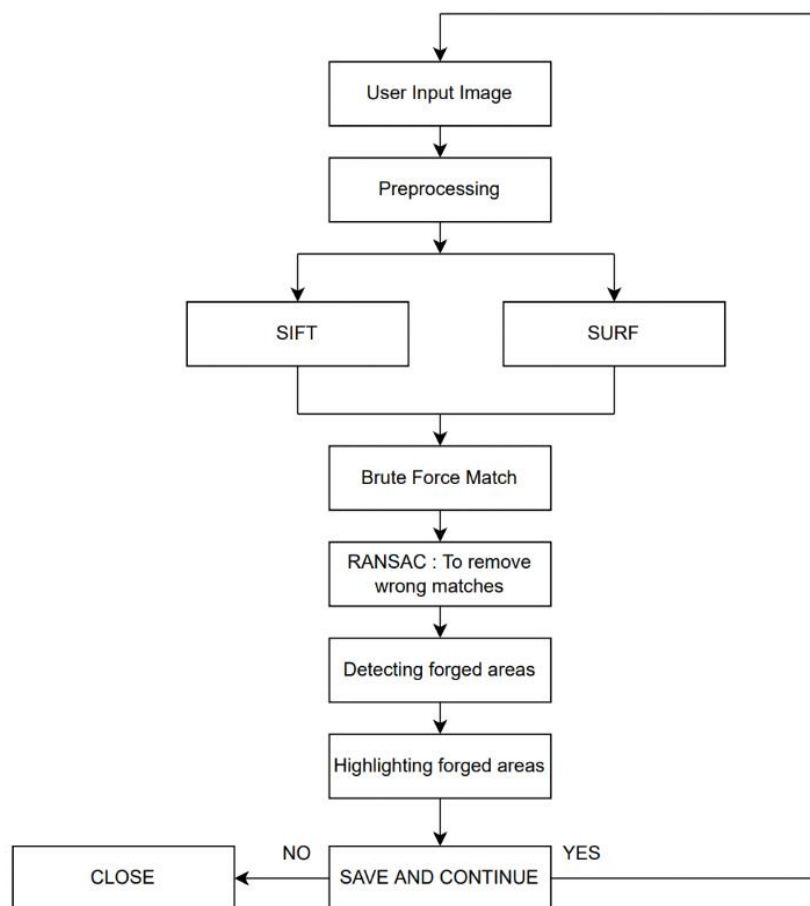 User Input Image
Preprocessing
SIFT
SURF
Brute Force Match
RANSAC : To remove
wrong matches
Detecting forged areas
Highlighting forged areas
NO
YES
CLOSE
SAVE AND CONTINUE